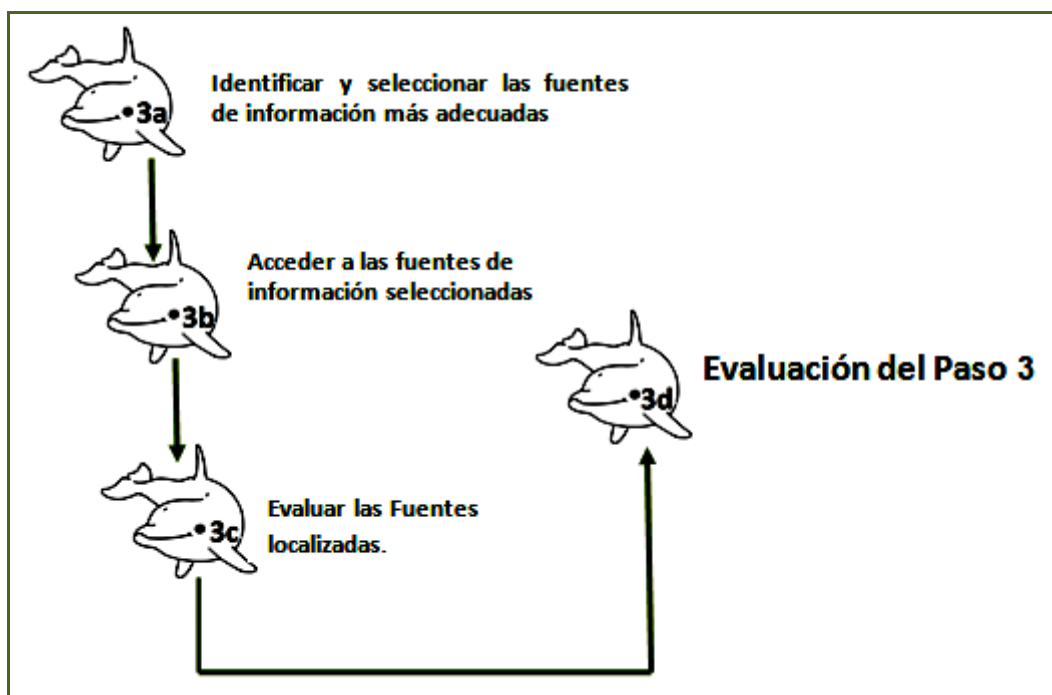 3a
Identificar y seleccionar las fuentes
de información más adecuadas
3b
Acceder a las fuentes de
información seleccionadas
3c
Evaluar las Fuentes
localizadas.
3d
Evaluación del Paso 3